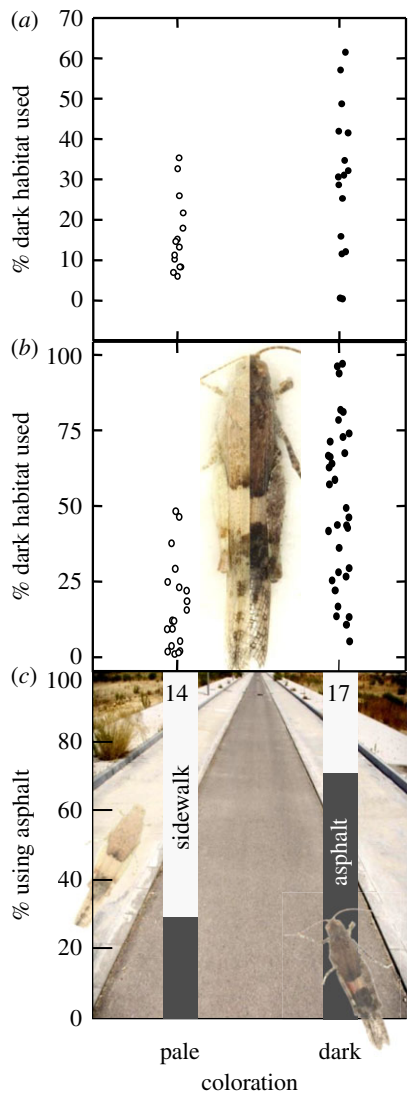 (a)
70
60
50
40
30
20
10
0
% dark habitat used
(b)
100
75
50
25
0
% dark habitat used
(c)
100
80
60
40
20
0
% using asphalt
14
17
sidewalk
asphalt
pale
dark
coloration